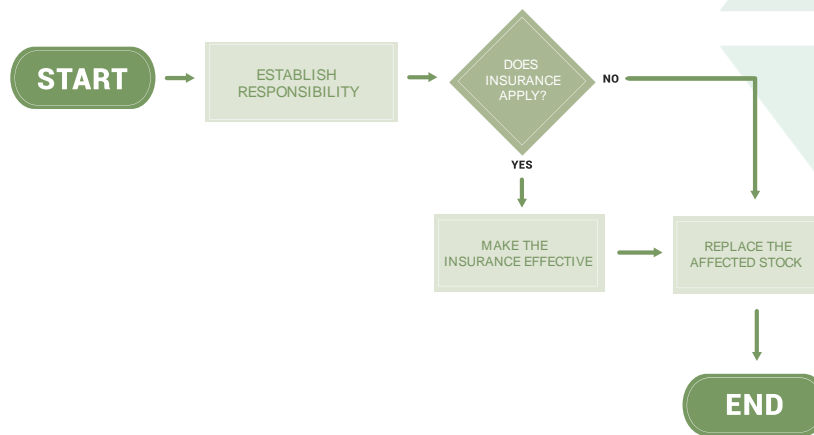 START
ESTABLISH
RESPONSIBILITY
DOES
INSURANCE
APPLY?
NO
YES
MAKE THE
INSURANCE EFFECTIVE
REPLACE THE
AFFECTED STOCK
END